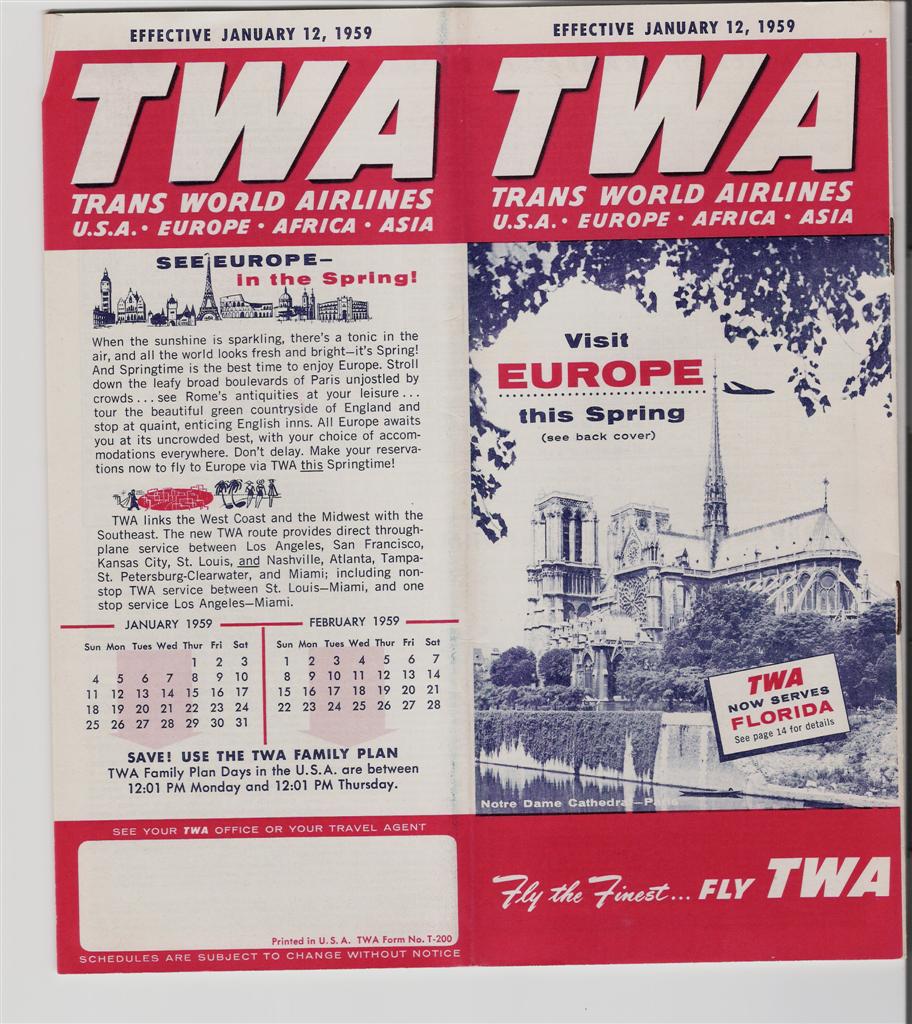 EFFECTIVE JANUARY 12, 1959
TWA
TRANS WORLD AIRLINES
U.S.A. • EUROPE • AFRICA • ASIA
SEE EUROPE—
in the Spring!
When the sunshine is sparkling, there's a tonic in the
air, and all the world looks fresh and bright—it's Spring!
And Springtime is the best time to enjoy Europe. Stroll
down the leafy broad boulevards of Paris unjostled by
crowds . . . see Rome's antiquities at your leisure . . .
tour the beautiful green countryside of England and
stop at quaint, enticing English inns. All Europe awaits
you at its uncrowded best, with your choice of accom-
modations everywhere. Don't delay. Make your reserva-
tions now to fly to Europe via TWA this Springtime!
TWA links the West Coast and the Midwest with the
Southeast. The new TWA route provides direct through-
plane service between Los Angeles, San Francisco,
Kansas City, St. Louis, and Nashville, Atlanta, Tampa-
St. Petersburg-Clearwater, and Miami; including non-
stop TWA service between St. Louis—Miami, and one
stop service Los Angeles—Miami.
JANUARY 1959
Sun Mon Tues Wed Thur Fri Sat
1 2 3
4 5 6 7 8 9 10
11 12 13 14 15 16 17
18 19 20 21 22 23 24
25 26 27 28 29 30 31
FEBRUARY 1959
Sun Mon Tues Wed Thur Fri Sat
1 2 3 4 5 6 7
8 9 10 11 12 13 14
15 16 17 18 19 20 21
22 23 24 25 26 27 28
SAVE! USE THE TWA FAMILY PLAN
TWA Family Plan Days in the U.S.A. are between
12:01 PM Monday and 12:01 PM Thursday.
SEE YOUR TWA OFFICE OR YOUR TRAVEL AGENT
Printed in U. S. A. TWA Form No. T-200
SCHEDULES ARE SUBJECT TO CHANGE WITHOUT NOTICE
EFFECTIVE JANUARY 12, 1959
TWA
TRANS WORLD AIRLINES
U.S.A. • EUROPE • AFRICA • ASIA
Visit
EUROPE
this Spring
(see back cover)
TWA
NOW SERVES
FLORIDA
See page 14 for details
Notre Dame Cathedral—Paris
Fly the Finest... FLY TWA